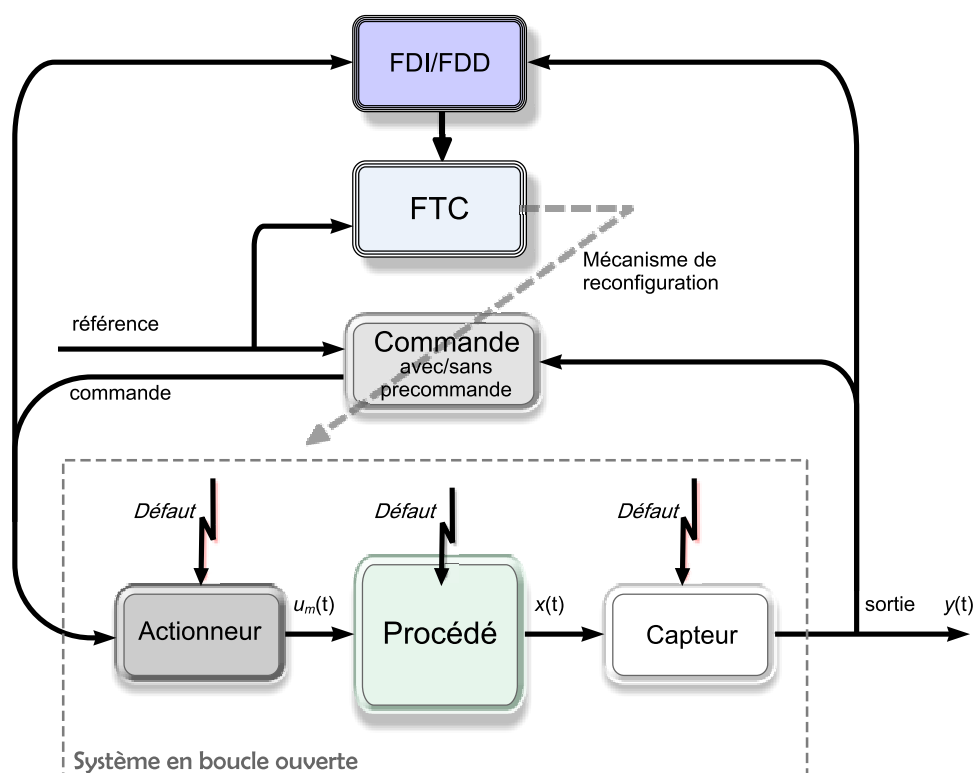 FDI/FDD
FTC
Mécanisme de
reconfiguration
référence
Commande
avec/sans
precommande
commande
Défaut
Défaut
Défaut
Actionneur
um(t)
Procédé
x(t)
Capteur
sortie
y(t)
Système en boucle ouverte